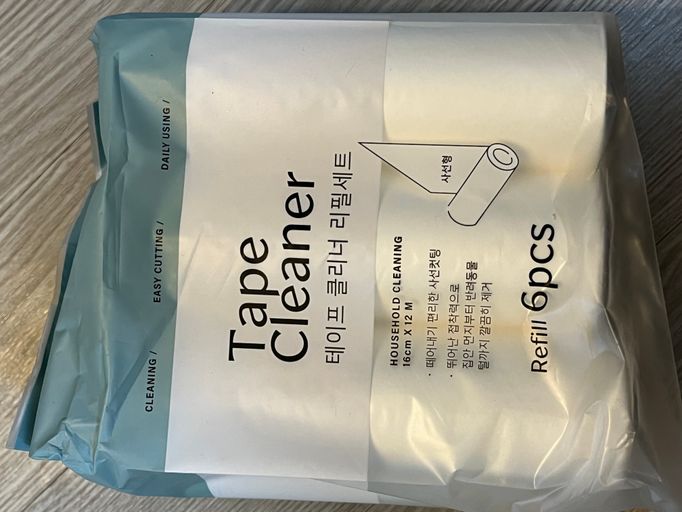 CLEANING /
EASY CUTTING /
DAILY USING /
Tape
Cleaner
테이프 클리너 리필세트
HOUSEHOLD CLEANING
16cm X 12 M
· 떼어내기 편리한 사선컷팅
· 뛰어난 접착력으로
집안 먼지부터 반려동물
털까지 깔끔히 제거
사선형
Refill 6pcs